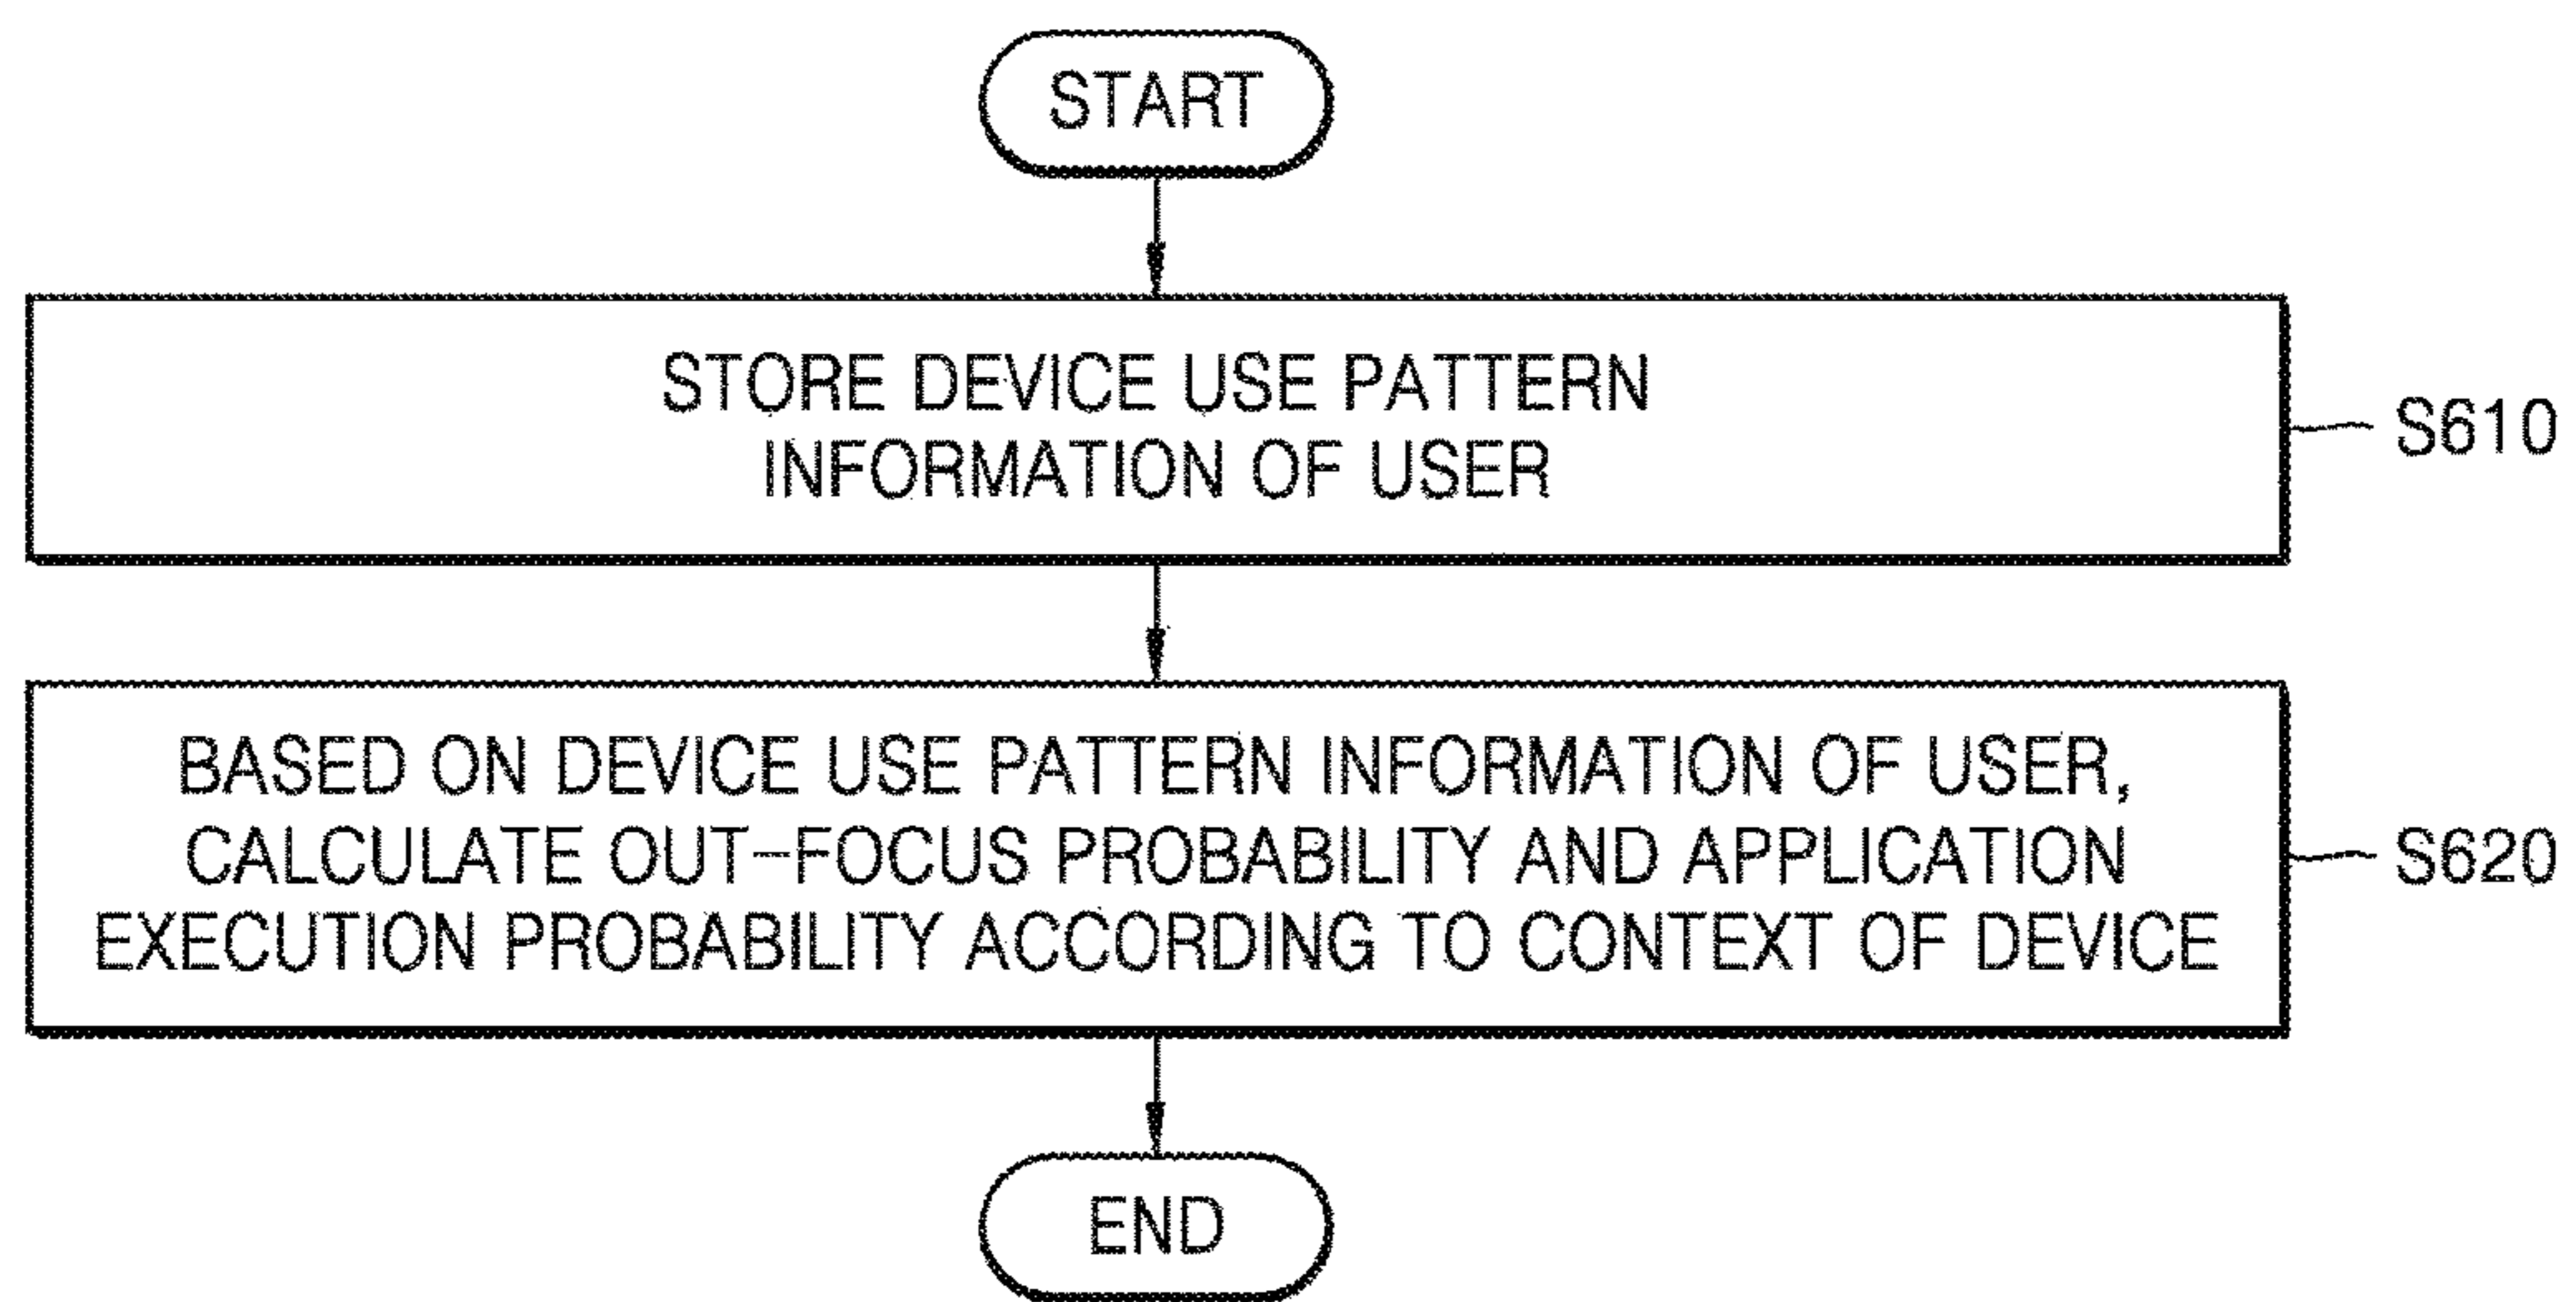 START
STORE DEVICE USE PATTERN
INFORMATION OF USER
S610
BASED ON DEVICE USE PATTERN INFORMATION OF USER,
CALCULATE OUT-FOCUS PROBABILITY AND APPLICATION
EXECUTION PROBABILITY ACCORDING TO CONTEXT OF DEVICE
S620
END